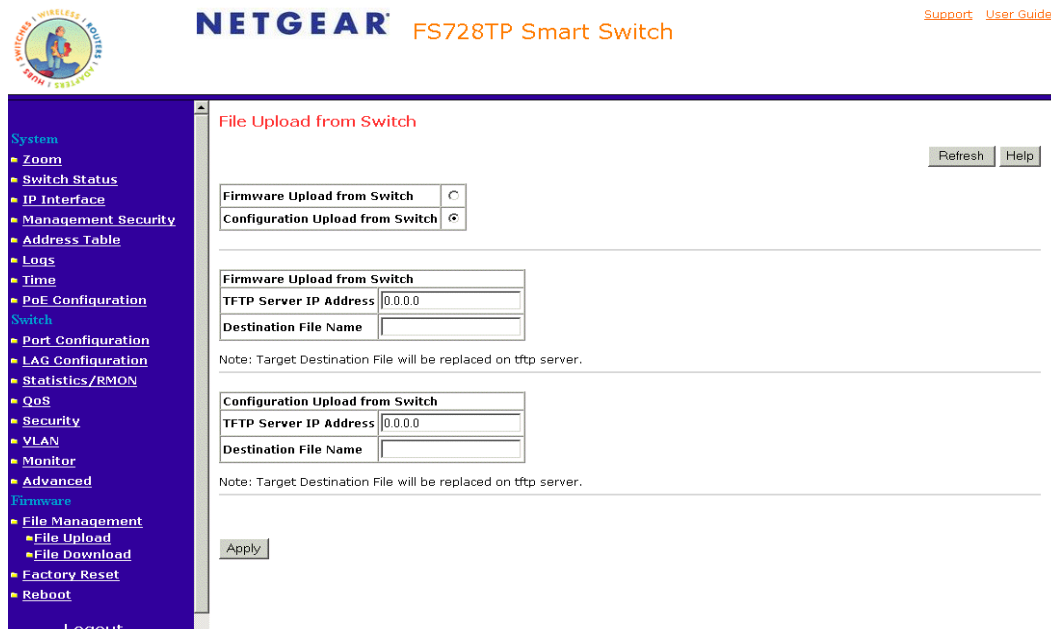 SWITCHES | WIRELESS | ROUTERS | ADAPTERS | HUBS |
NETGEAR
FS728TP Smart Switch
Support User Guide
System
Zoom
Switch Status
IP Interface
Management Security
Address Table
Logs
Time
PoE Configuration
Switch
Port Configuration
LAG Configuration
Statistics/RMON
QoS
Security
VLAN
Monitor
Advanced
Firmware
File Management
File Upload
File Download
Factory Reset
Reboot
Logout
File Upload from Switch
Refresh Help
Firmware Upload from Switch
Configuration Upload from Switch
Firmware Upload from Switch
TFTP Server IP Address 0.0.0.0
Destination File Name
Note: Target Destination File will be replaced on tftp server.
Configuration Upload from Switch
TFTP Server IP Address 0.0.0.0
Destination File Name
Note: Target Destination File will be replaced on tftp server.
Apply